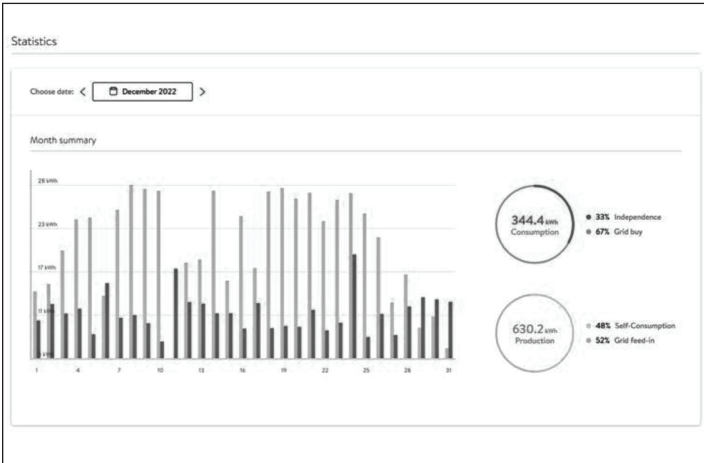 Statistics
Choose date: < December 2022 >
Month summary
28 kWh
23 kWh
17 kWh
11 kWh
kWh
1 4 7 10 13 16 19 22 25 28 31
344.4 kWh
Consumption
33% Independence
67% Grid buy
630.2 kWh
Production
48% Self-Consumption
52% Grid feed-in